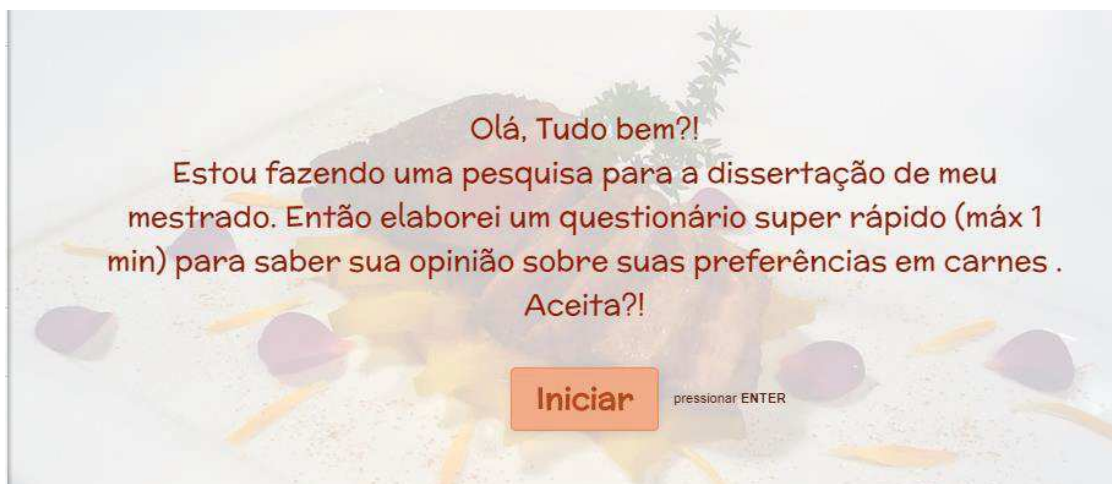 Olá, Tudo bem?!
Estou fazendo uma pesquisa para a dissertação de meu
mestrado. Então elaborei um questionário super rápido (máx 1
min) para saber sua opinião sobre suas preferências em carnes .
Aceita?!
Iniciar pressionar ENTER